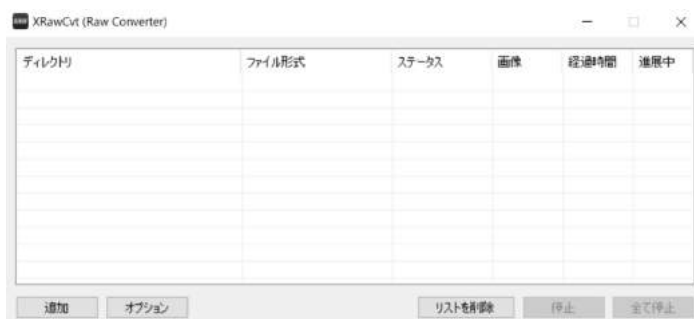 XRawCvt (Raw Converter)
ディレクトリ ファイル形式 ステータス 画像 経過時間 進展中
追加 オプション リストを削除 停止 全て停止